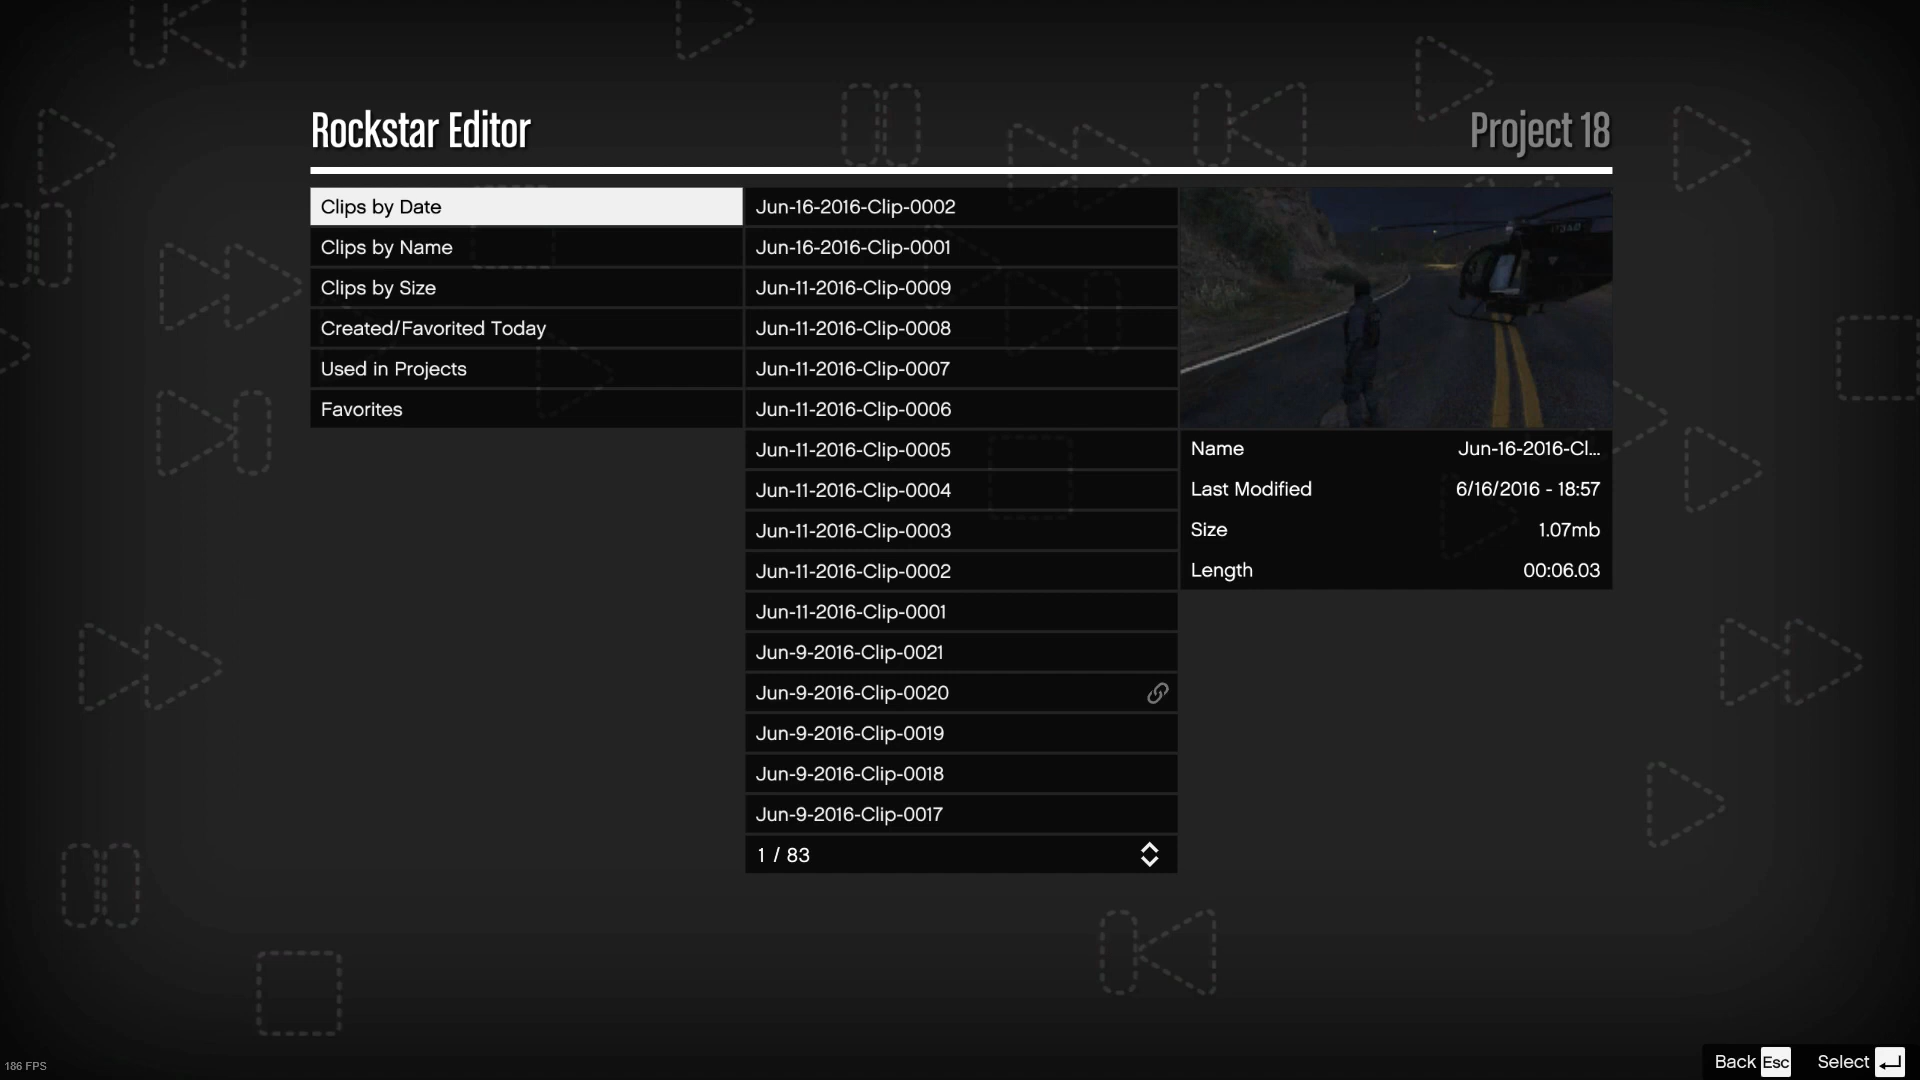 Rockstar Editor
Project 18
Clips by Date
Clips by Name
Clips by Size
Created/Favorited Today
Used in Projects
Favorites
Jun-16-2016-Clip-0002
Jun-16-2016-Clip-0001
Jun-11-2016-Clip-0009
Jun-11-2016-Clip-0008
Jun-11-2016-Clip-0007
Jun-11-2016-Clip-0006
Jun-11-2016-Clip-0005
Jun-11-2016-Clip-0004
Jun-11-2016-Clip-0003
Jun-11-2016-Clip-0002
Jun-11-2016-Clip-0001
Jun-9-2016-Clip-0021
Jun-9-2016-Clip-0020
Jun-9-2016-Clip-0019
Jun-9-2016-Clip-0018
Jun-9-2016-Clip-0017
1 / 83
Name Jun-16-2016-Cl...
Last Modified 6/16/2016 - 18:57
Size 1.07mb
Length 00:06.03
186 FPS
Back Esc Select